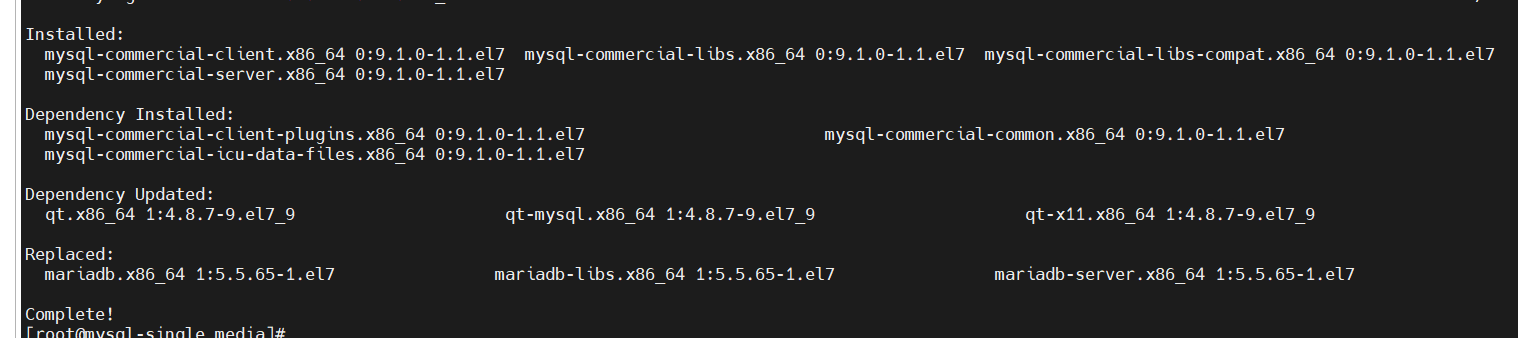 Installed:
mysql-commercial-client.x86_64 0:9.1.0-1.1.el7 mysql-commercial-libs.x86_64 0:9.1.0-1.1.el7 mysql-commercial-libs-compat.x86_64 0:9.1.0-1.1.el7
mysql-commercial-server.x86_64 0:9.1.0-1.1.el7
Dependency Installed:
mysql-commercial-client-plugins.x86_64 0:9.1.0-1.1.el7 mysql-commercial-common.x86_64 0:9.1.0-1.1.el7
mysql-commercial-icu-data-files.x86_64 0:9.1.0-1.1.el7
Dependency Updated:
qt.x86_64 1:4.8.7-9.el7_9 qt-mysql.x86_64 1:4.8.7-9.el7_9 qt-x11.x86_64 1:4.8.7-9.el7_9
Replaced:
mariadb.x86_64 1:5.5.65-1.el7 mariadb-libs.x86_64 1:5.5.65-1.el7 mariadb-server.x86_64 1:5.5.65-1.el7
Complete!
[root@mysql-single media]#